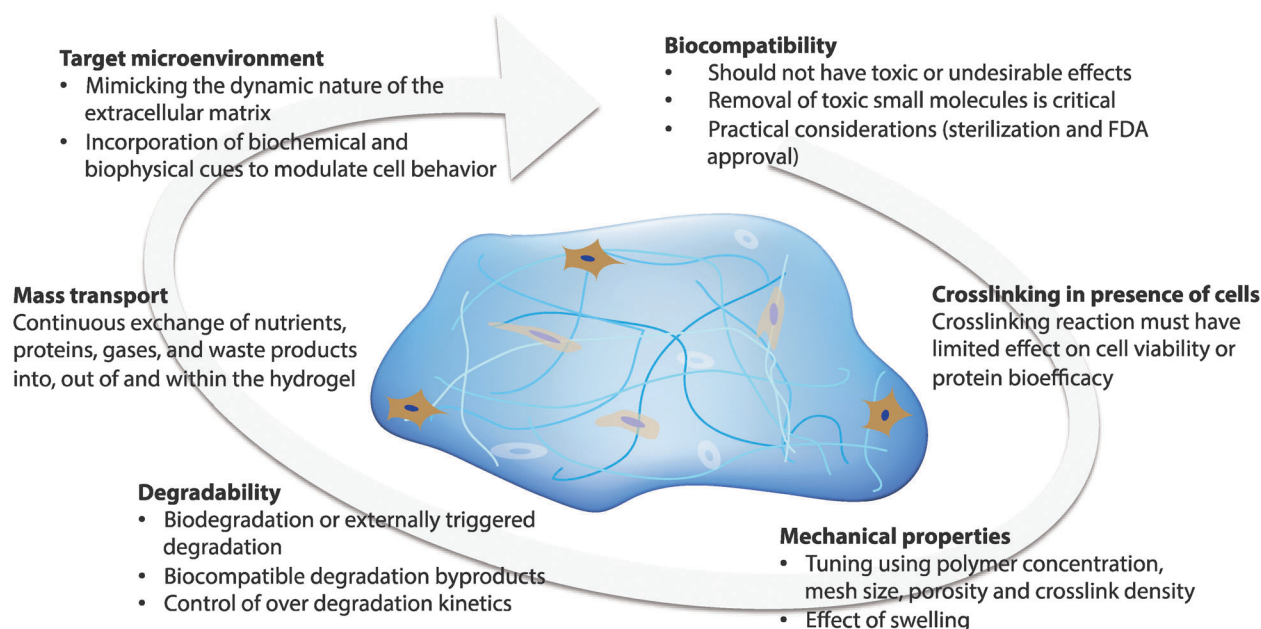 Target microenvironment
• Mimicking the dynamic nature of the
extracellular matrix
• Incorporation of biochemical and
biophysical cues to modulate cell behavior
Biocompatibility
• Should not have toxic or undesirable effects
• Removal of toxic small molecules is critical
• Practical considerations (sterilization and FDA
approval)
Mass transport
Continuous exchange of nutrients,
proteins, gases, and waste products
into, out of and within the hydrogel
Crosslinking in presence of cells
Crosslinking reaction must have
limited effect on cell viability or
protein bioefficacy
Degradability
• Biodegradation or externally triggered
degradation
• Biocompatible degradation byproducts
• Control of over degradation kinetics
Mechanical properties
• Tuning using polymer concentration,
mesh size, porosity and crosslink density
• Effect of swelling